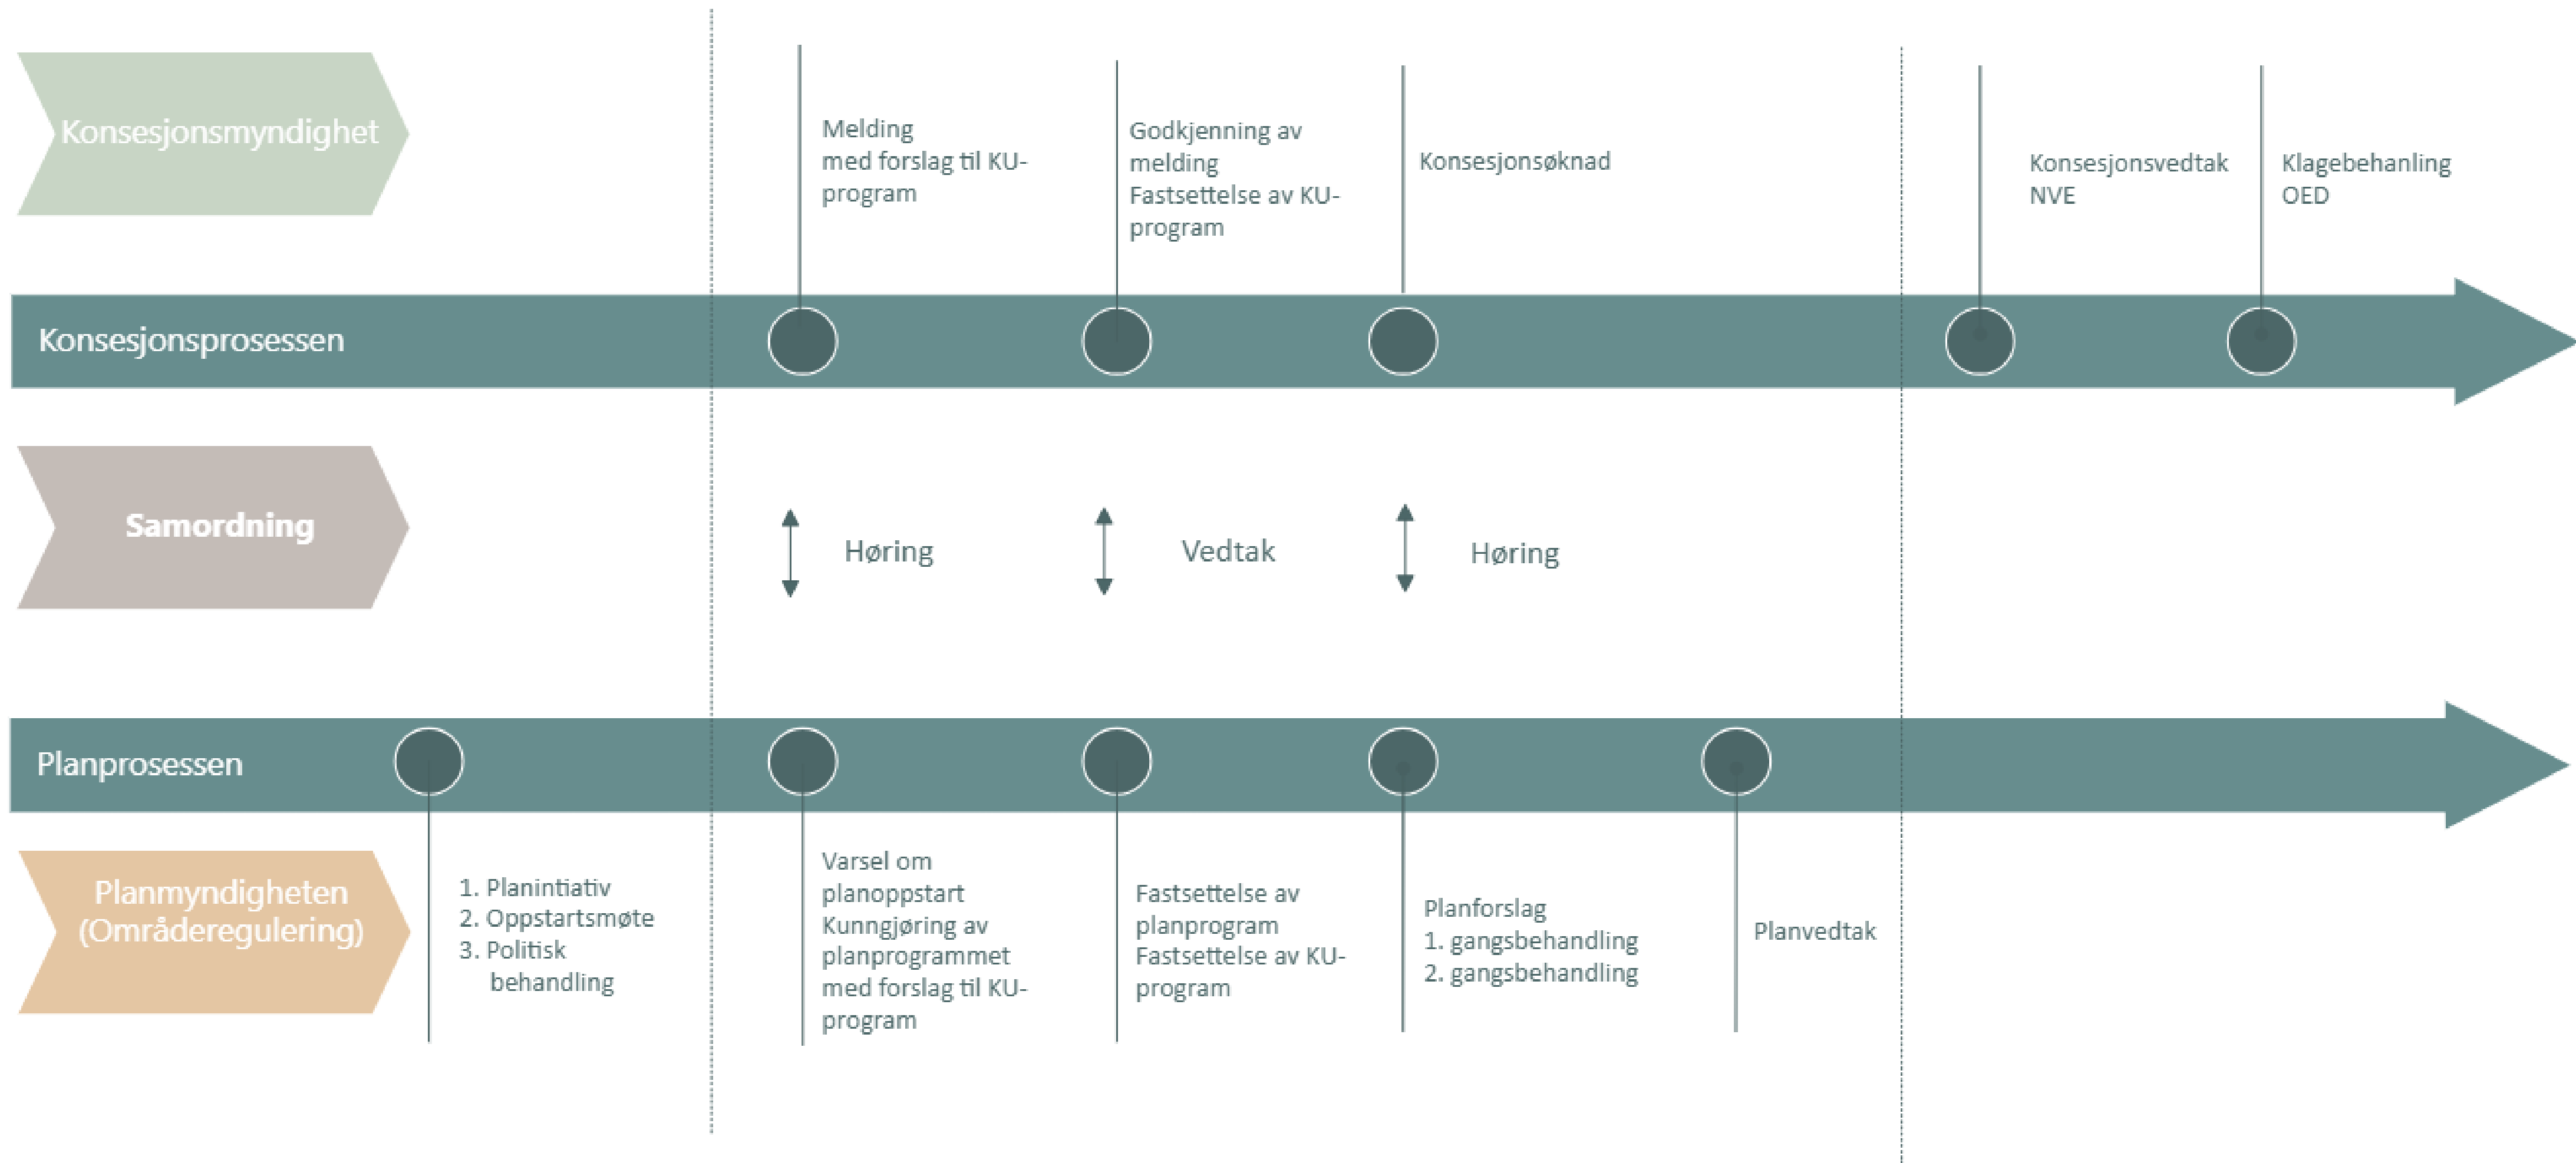 Konsesjonsmyndighet
Melding
med forslag til KU-
program
Godkjenning av
melding
Fastsettelse av KU-
program
Konsesjonsøknad
Konsesjonsvedtak
NVE
Klagebehanling
OED
Konsesjonsprosessen
Samordning
Høring
Vedtak
Høring
Planprosessen
Planmyndigheten
(Områderegulering)
1. Planintiativ
2. Oppstartsmøte
3. Politisk
behandling
Varsel om
planoppstart
Kunngjøring av
planprogrammet
med forslag til KU-
program
Fastsettelse av
planprogram
Fastsettelse av KU-
program
Planforslag
1. gangsbehandling
2. gangsbehandling
Planvedtak